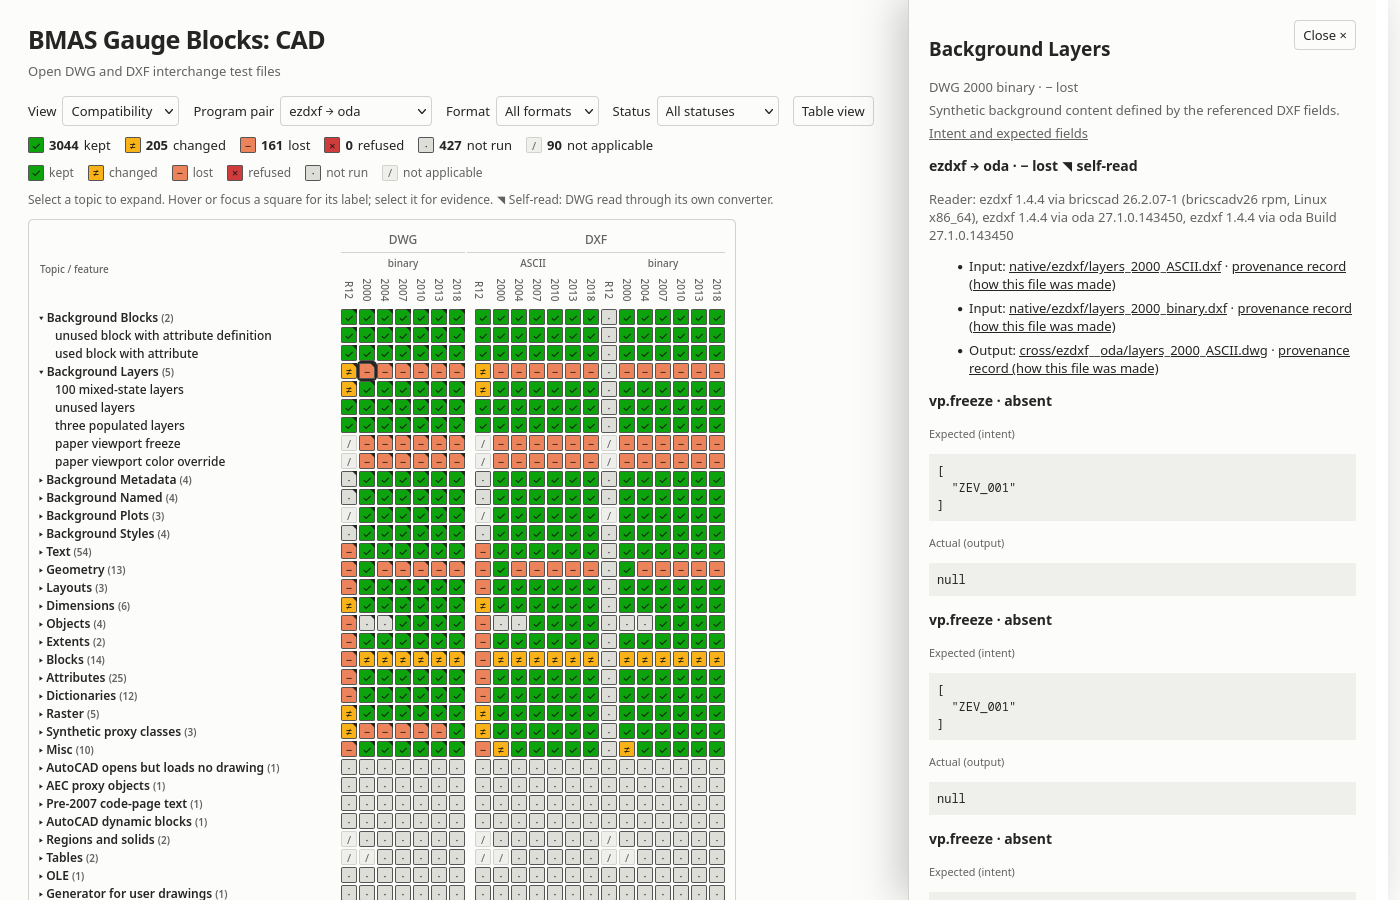 BMAS Gauge Blocks: CAD
Open DWG and DXF interchange test files
View Compatibility Program pair ezdxf → oda Format All formats Status All statuses Table view
✓ 3044 kept ≠ 205 changed − 161 lost × 0 refused · 427 not run / 90 not applicable
✓ kept ≠ changed − lost × refused · not run / not applicable
Select a topic to expand. Hover or focus a square for its label; select it for evidence. ◥ Self-read: DWG read through its own converter.
DWG DXF
binary ASCII binary
Topic / feature
R12 2000 2004 2007 2010 2013 2018 R12 2000 2004 2007 2010 2013 2018 R12 2000 2004 2007 2010 2013 2018
▾ Background Blocks (2)
unused block with attribute definition
used block with attribute
▾ Background Layers (5)
100 mixed-state layers
unused layers
three populated layers
paper viewport freeze
paper viewport color override
▸ Background Metadata (4)
▸ Background Named (4)
▸ Background Plots (3)
▸ Background Styles (4)
▸ Text (54)
▸ Geometry (13)
▸ Layouts (3)
▸ Dimensions (6)
▸ Objects (4)
▸ Extents (2)
▸ Blocks (14)
▸ Attributes (25)
▸ Dictionaries (12)
▸ Raster (5)
▸ Synthetic proxy classes (3)
▸ Misc (10)
▸ AutoCAD opens but loads no drawing (1)
▸ AEC proxy objects (1)
▸ Pre-2007 code-page text (1)
▸ AutoCAD dynamic blocks (1)
▸ Regions and solids (2)
▸ Tables (2)
▸ OLE (1)
▸ Generator for user drawings (1)
Close ×
Background Layers
DWG 2000 binary · − lost
Synthetic background content defined by the referenced DXF fields.
Intent and expected fields
ezdxf → oda · − lost ◥ self-read
Reader: ezdxf 1.4.4 via bricscad 26.2.07-1 (bricscadv26 rpm, Linux
x86_64), ezdxf 1.4.4 via oda 27.1.0.143450, ezdxf 1.4.4 via oda Build
27.1.0.143450
• Input: native/ezdxf/layers_2000_ASCII.dxf · provenance record
(how this file was made)
• Input: native/ezdxf/layers_2000_binary.dxf · provenance record
(how this file was made)
• Output: cross/ezdxf__oda/layers_2000_ASCII.dwg · provenance
record (how this file was made)
vp.freeze · absent
Expected (intent)
[
"ZEV_001"
]
Actual (output)
null
vp.freeze · absent
Expected (intent)
[
"ZEV_001"
]
Actual (output)
null
vp.freeze · absent
Expected (intent)